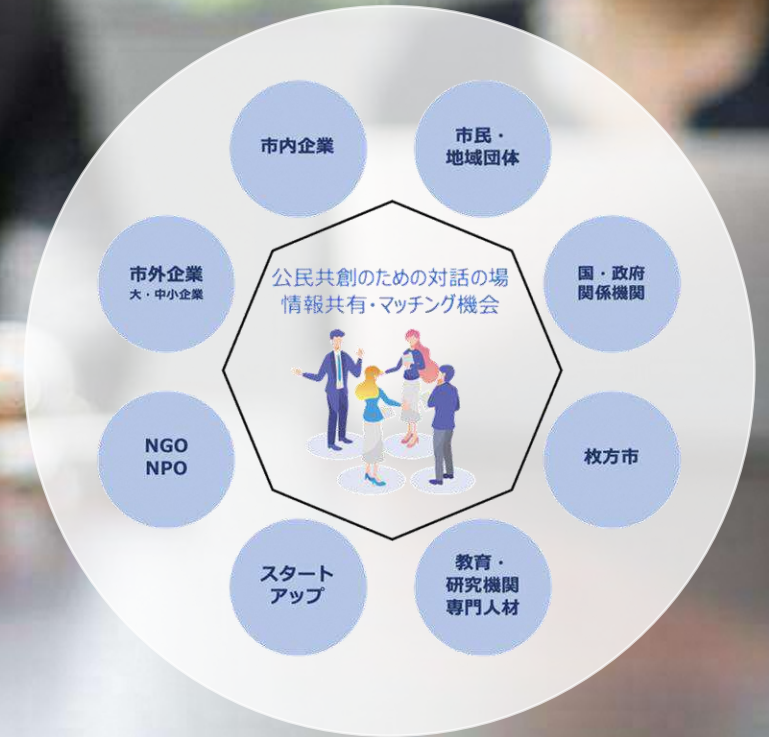 市内企業
市民・
地域団体
市外企業
大・中小企業
公民共創のための対話の場
情報共有・マッチング機会
国・政府
関係機関
NGO
NPO
枚方市
スタート
アップ
教育・
研究機関
専門人材